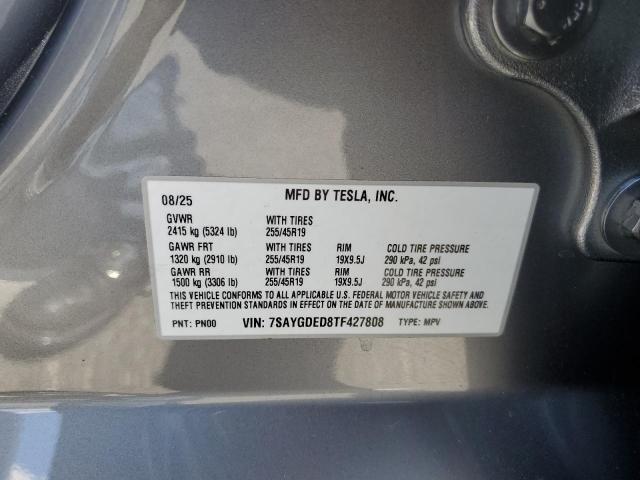 08/25 MFD BY TESLA, INC.
GVWR WITH TIRES
2415 kg (5324 lb) 255/45R19
GAWR FRT WITH TIRES RIM COLD TIRE PRESSURE
1320 kg (2910 lb) 255/45R19 19X9.5J 290 kPa, 42 psi
GAWR RR WITH TIRES RIM COLD TIRE PRESSURE
1500 kg (3306 lb) 255/45R19 19X9.5J 290 kPa, 42 psi
THIS VEHICLE CONFORMS TO ALL APPLICABLE U.S. FEDERAL MOTOR VEHICLE SAFETY AND
THEFT PREVENTION STANDARDS IN EFFECT ON THE DATE OF MANUFACTURE SHOWN ABOVE.
PNT: PN00 VIN: 7SAYGDED8TF427808 TYPE: MPV